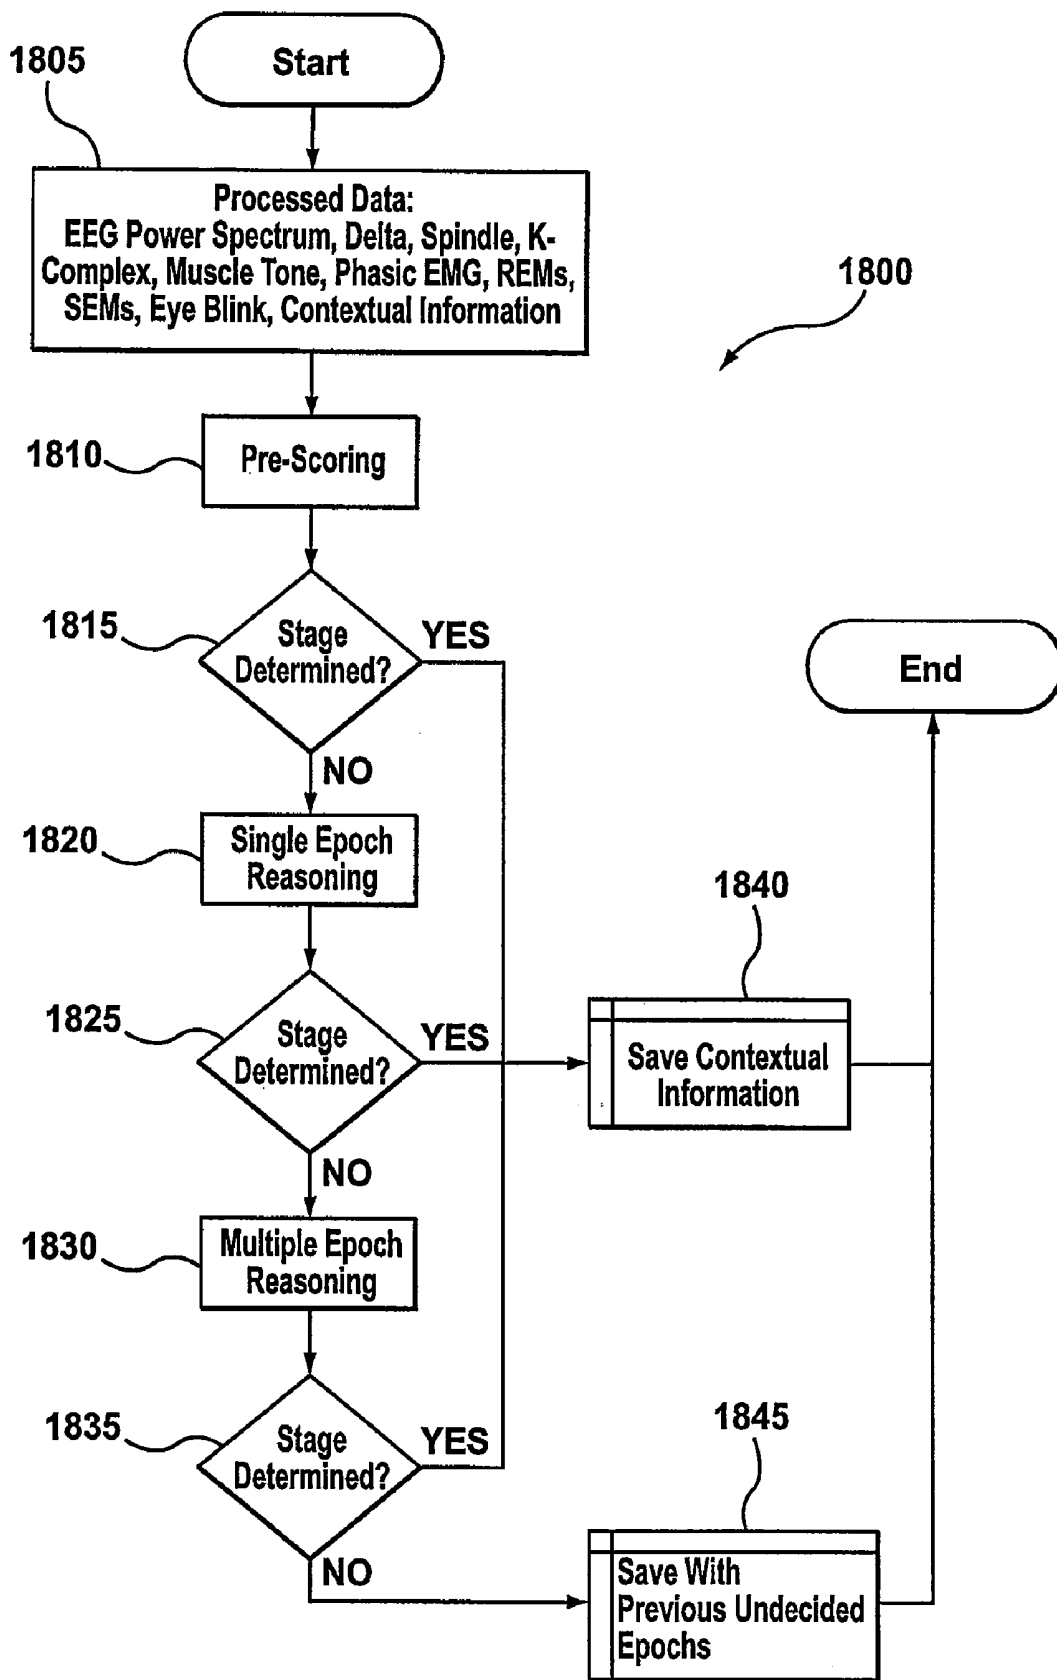 Start
1805
Processed Data:
EEG Power Spectrum, Delta, Spindle, K-
Complex, Muscle Tone, Phasic EMG, REMs,
SEMs, Eye Blink, Contextual Information
1800
1810
Pre-Scoring
1815
Stage
Determined?
YES
End
NO
1820
Single Epoch
Reasoning
1840
1825
Stage
Determined?
YES
Save Contextual
Information
NO
1830
Multiple Epoch
Reasoning
1845
1835
Stage
Determined?
YES
NO
Save With
Previous Undecided
Epochs